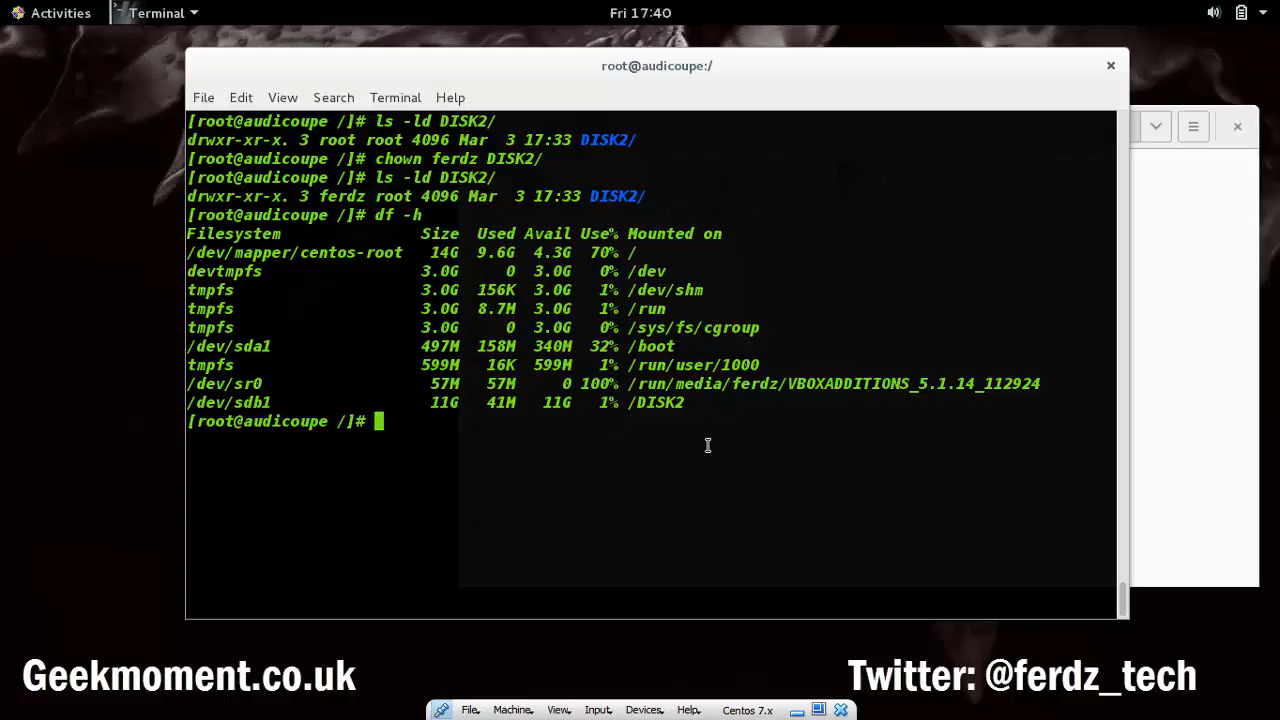 Activities Terminal Fri 17:40
root@audicoupe:/
File Edit View Search Terminal Help
[root@audicoupe /]# ls -ld DISK2/
drwxr-xr-x. 3 root root 4096 Mar  3 17:33 DISK2/
[root@audicoupe /]# chown ferdz DISK2/
[root@audicoupe /]# ls -ld DISK2/
drwxr-xr-x. 3 ferdz root 4096 Mar  3 17:33 DISK2/
[root@audicoupe /]# df -h
Filesystem               Size  Used Avail Use% Mounted on
/dev/mapper/centos-root   14G  9.6G  4.3G  70% /
devtmpfs                 3.0G     0  3.0G   0% /dev
tmpfs                    3.0G  156K  3.0G   1% /dev/shm
tmpfs                    3.0G  8.7M  3.0G   1% /run
tmpfs                    3.0G     0  3.0G   0% /sys/fs/cgroup
/dev/sda1                497M  158M  340M  32% /boot
tmpfs                    599M   16K  599M   1% /run/user/1000
/dev/sr0                  57M   57M     0 100% /run/media/ferdz/VBOXADDITIONS_5.1.14_112924
/dev/sdb1                 11G   41M   11G   1% /DISK2
[root@audicoupe /]#
Geekmoment.co.uk Twitter: @ferdz_tech
File Machine View Input Devices Help Centos 7.x